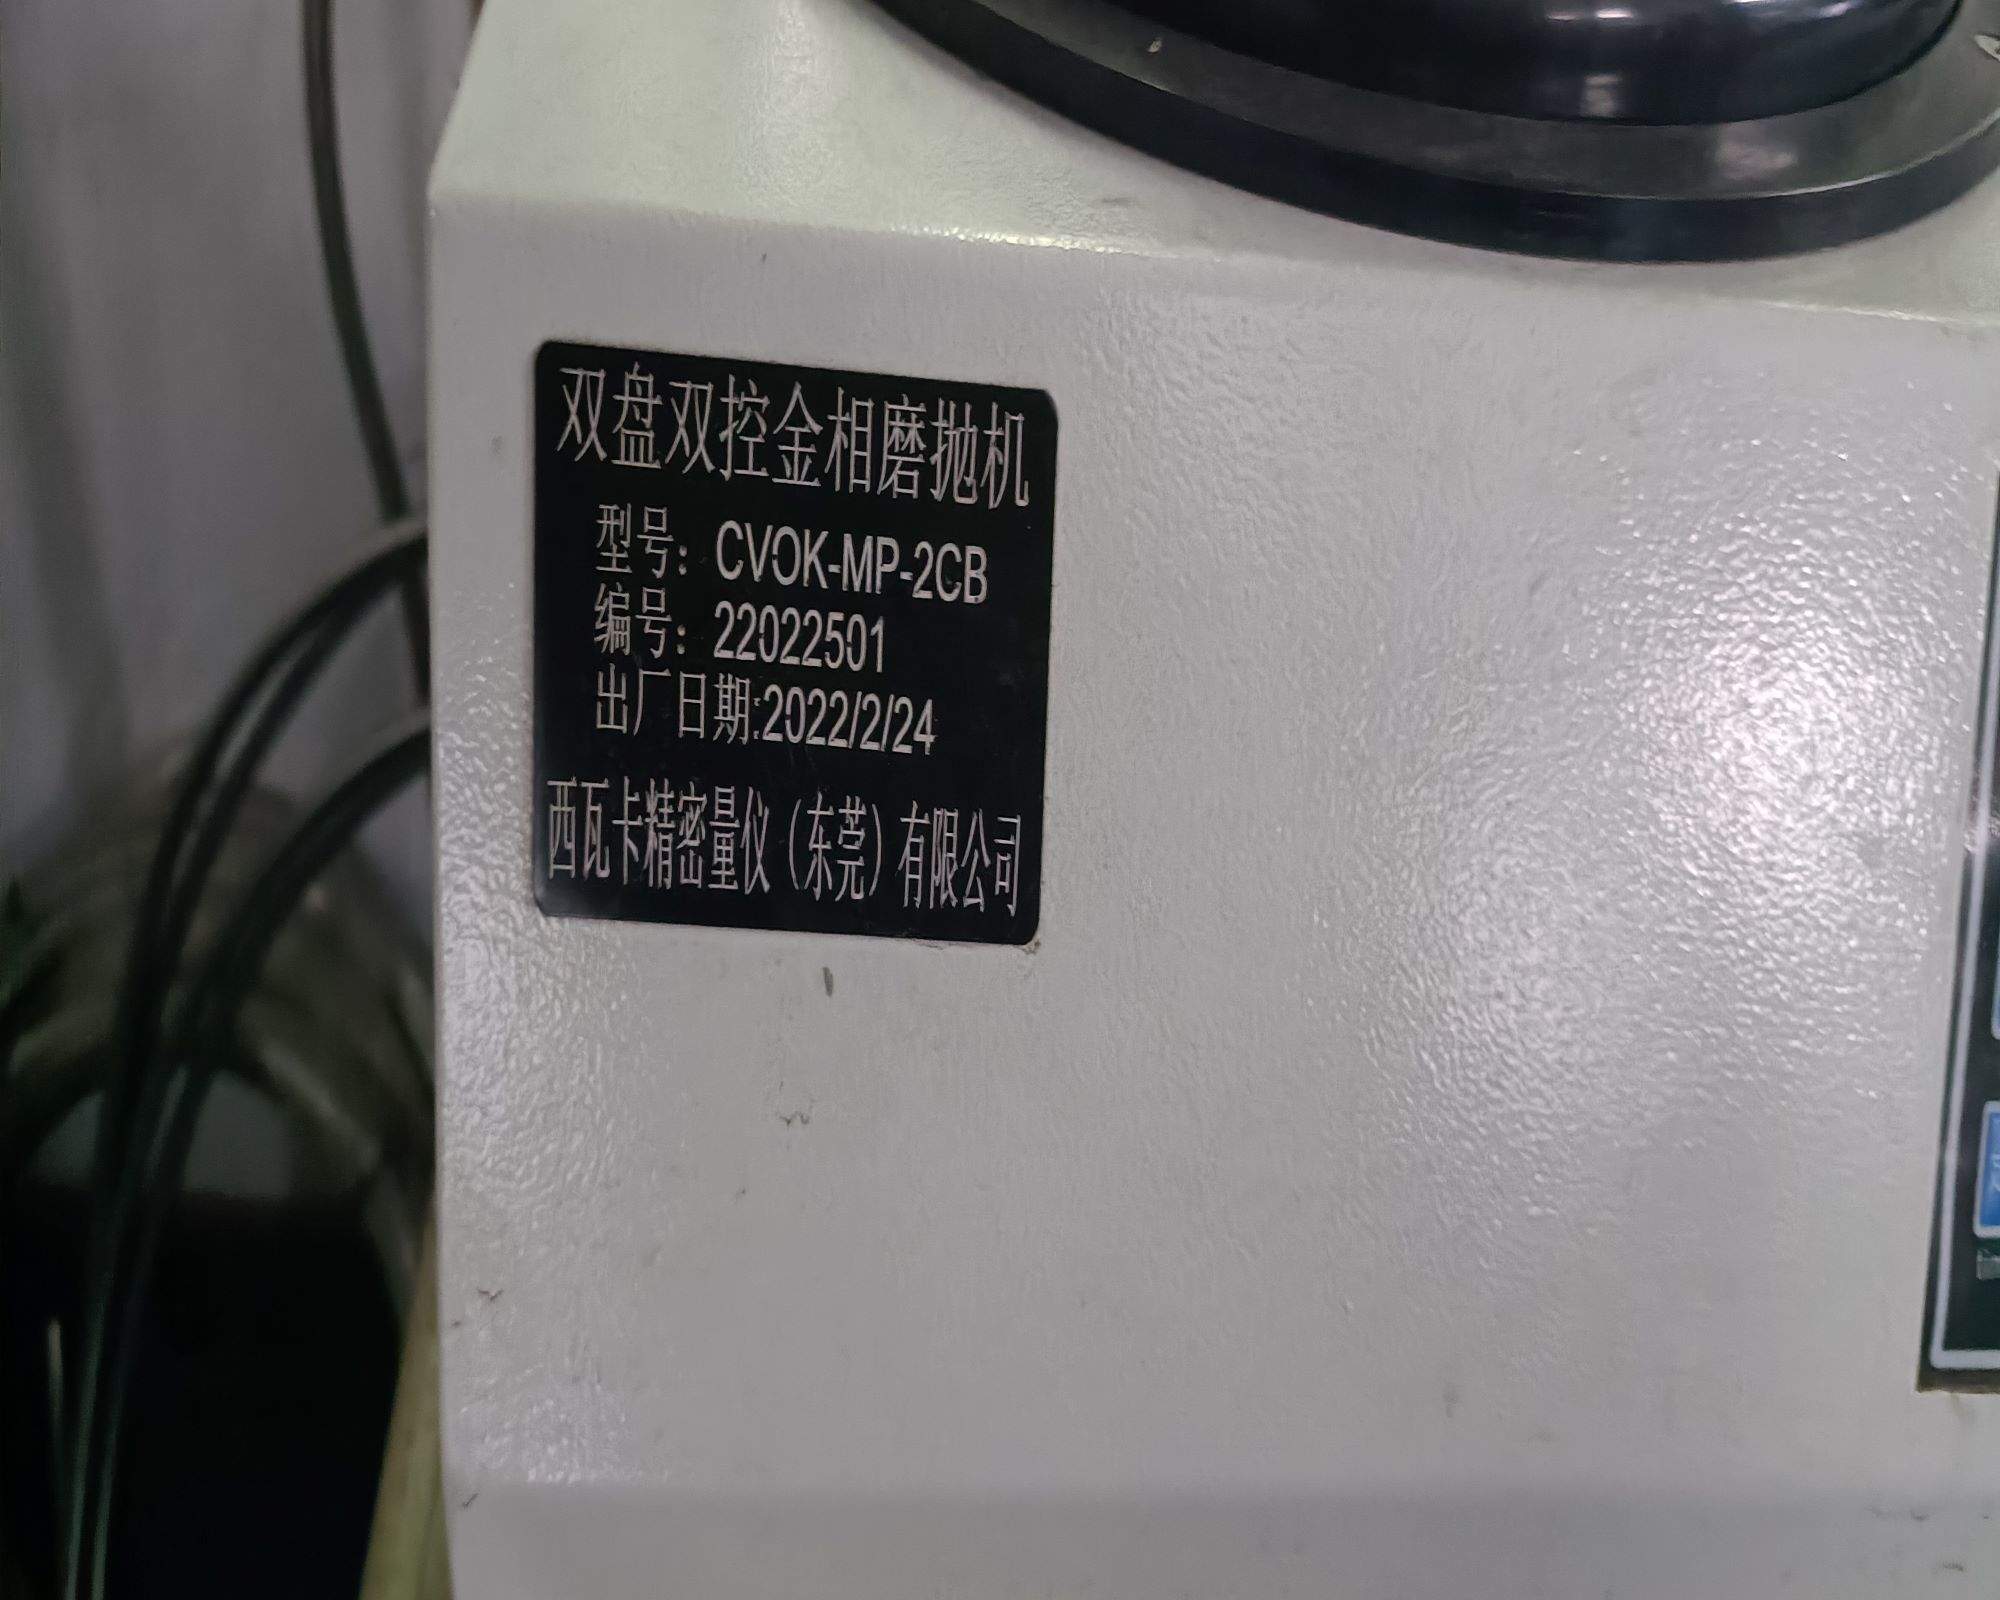 双盘双控金相磨抛机
型号：CVOK-MP-2CB
编号：22022501
出厂日期:2022/2/24
西瓦卡精密量仪（东莞）有限公司